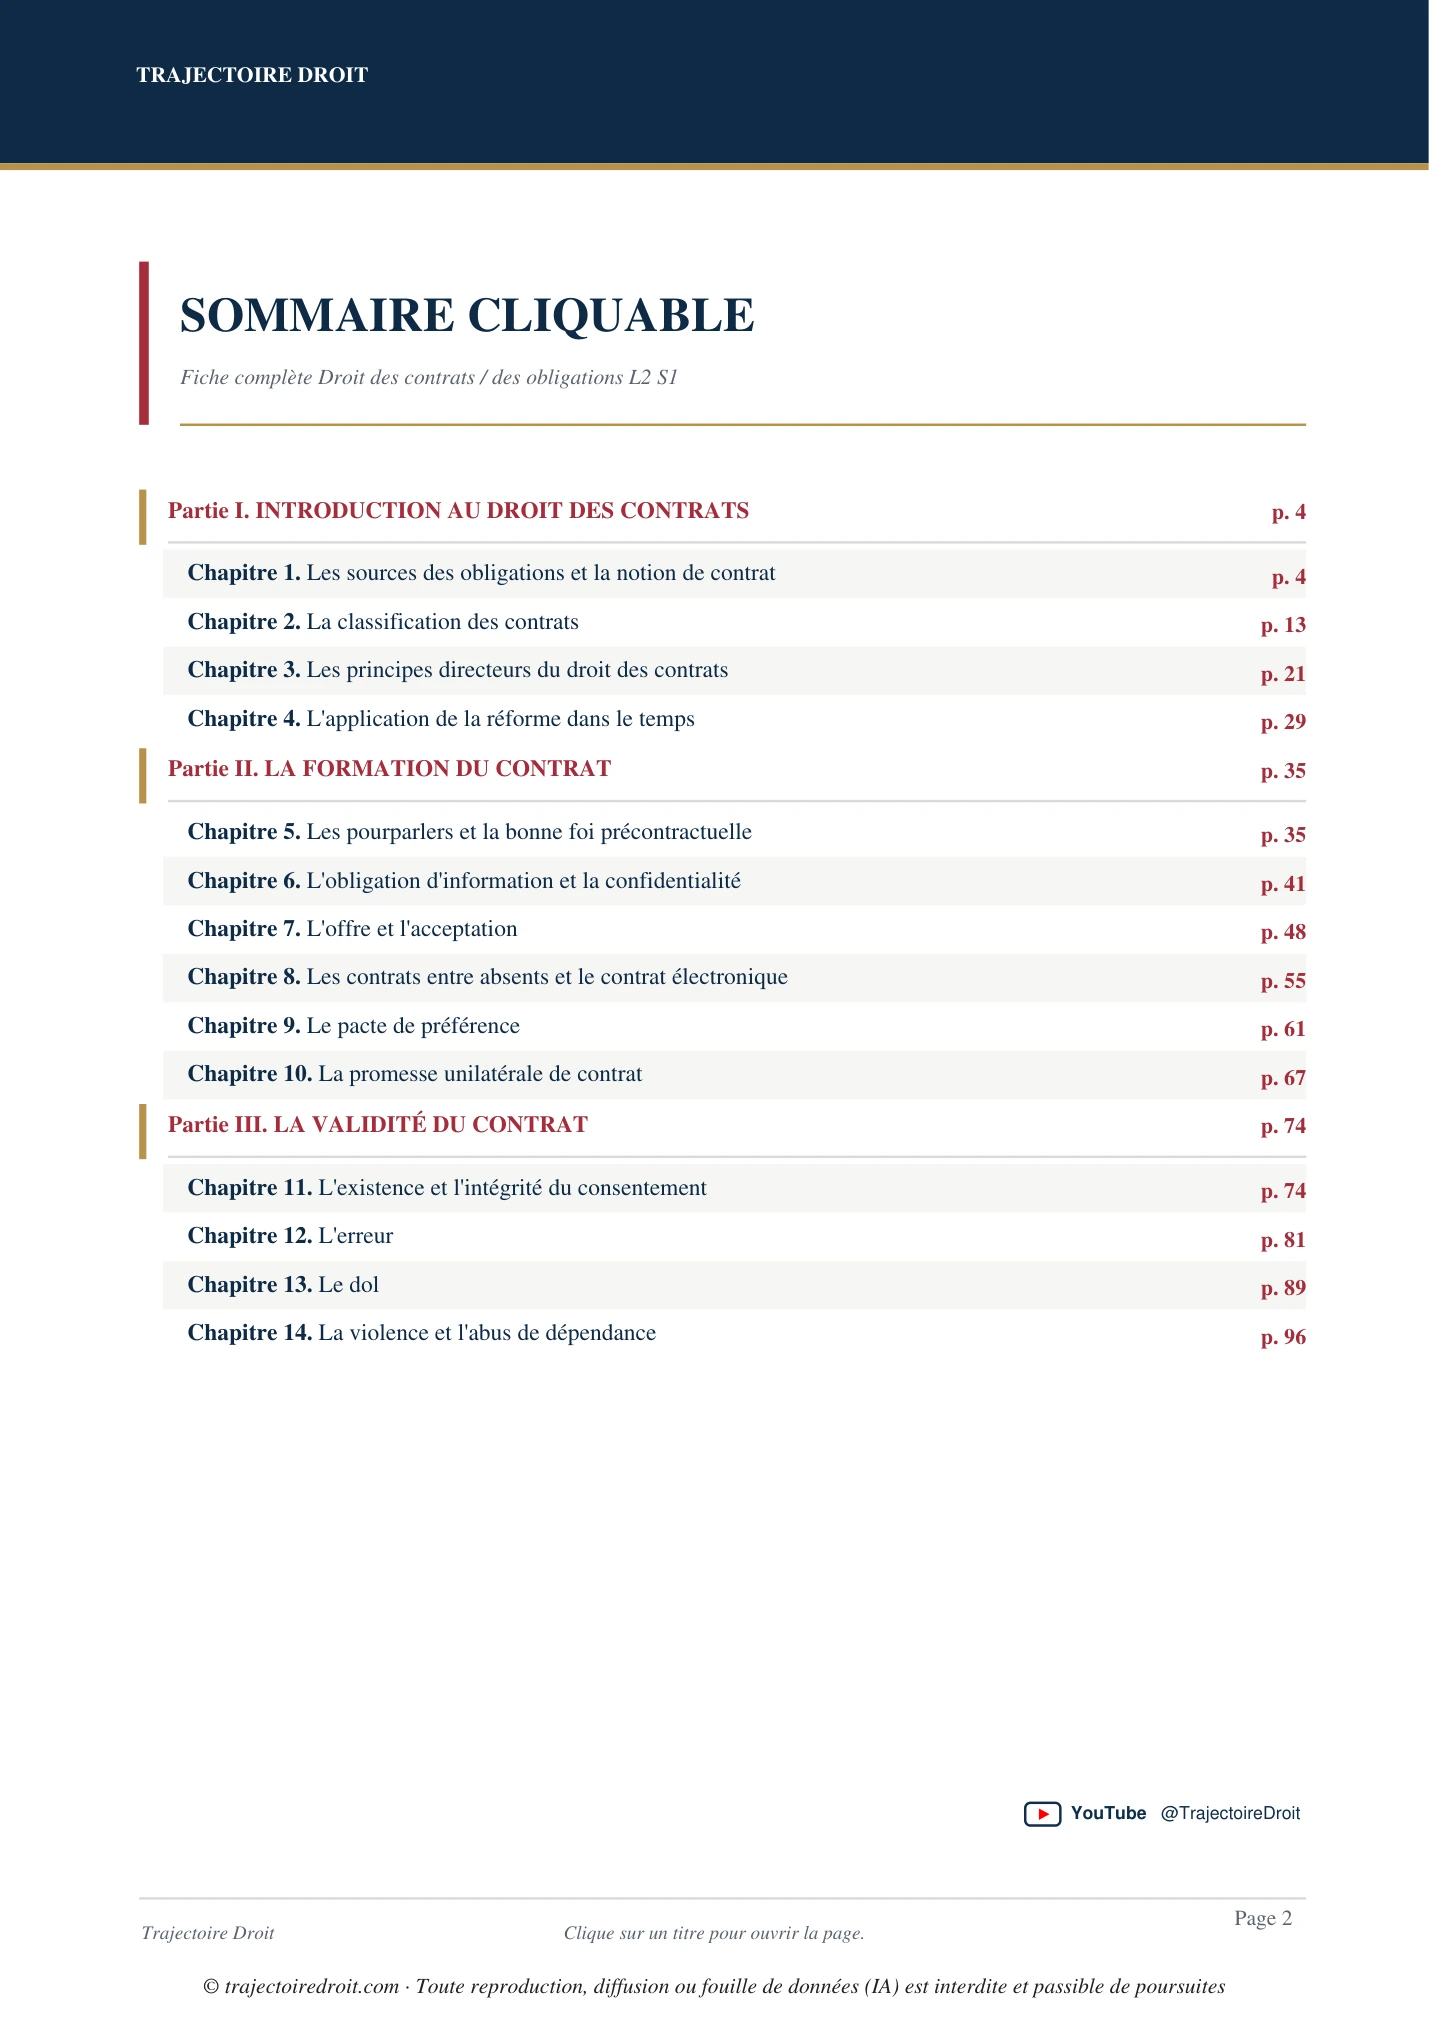 TRAJECTOIRE DROIT
SOMMAIRE CLIQUABLE
Fiche complète Droit des contrats / des obligations L2 S1
Partie I. INTRODUCTION AU DROIT DES CONTRATS p. 4
Chapitre 1. Les sources des obligations et la notion de contrat p. 4
Chapitre 2. La classification des contrats p. 13
Chapitre 3. Les principes directeurs du droit des contrats p. 21
Chapitre 4. L'application de la réforme dans le temps p. 29
Partie II. LA FORMATION DU CONTRAT p. 35
Chapitre 5. Les pourparlers et la bonne foi précontractuelle p. 35
Chapitre 6. L'obligation d'information et la confidentialité p. 41
Chapitre 7. L'offre et l'acceptation p. 48
Chapitre 8. Les contrats entre absents et le contrat électronique p. 55
Chapitre 9. Le pacte de préférence p. 61
Chapitre 10. La promesse unilatérale de contrat p. 67
Partie III. LA VALIDITÉ DU CONTRAT p. 74
Chapitre 11. L'existence et l'intégrité du consentement p. 74
Chapitre 12. L'erreur p. 81
Chapitre 13. Le dol p. 89
Chapitre 14. La violence et l'abus de dépendance p. 96
YouTube @TrajectoireDroit
Trajectoire Droit Clique sur un titre pour ouvrir la page. Page 2
© trajectoiredroit.com · Toute reproduction, diffusion ou fouille de données (IA) est interdite et passible de poursuites